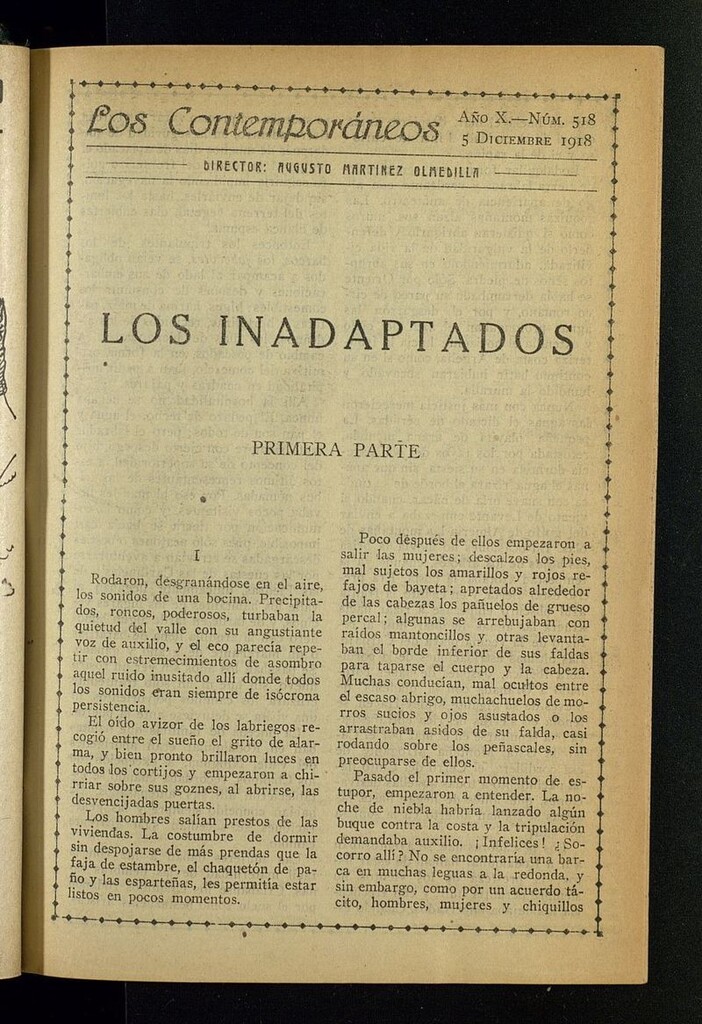 Los Contemporáneos
AÑO X.—NÚM. 518
5 DICIEMBRE 1918
DIRECTOR: AUGUSTO MARTINEZ OLMEDILLA
LOS INADAPTADOS
PRIMERA PARTE
I
Rodaron, desgranándose en el aire,
los sonidos de una bocina. Precipita-
dos, roncos, poderosos, turbaban la
quietud del valle con su angustiante
voz de auxilio, y el eco parecía repe-
tir con estremecimientos de asombro
aquel ruido inusitado allí donde todos
los sonidos eran siempre de isócrona
persistencia.
El oído avizor de los labriegos re-
cogió entre el sueño el grito de alar-
ma, y bien pronto brillaron luces en
todos los cortijos y empezaron a chi-
rriar sobre sus goznes, al abrirse, las
desvencijadas puertas.
Los hombres salían prestos de las
viviendas. La costumbre de dormir
sin despojarse de más prendas que la
faja de estambre, el chaquetón de pa-
ño y las esparteñas, les permitía estar
listos en pocos momentos.
Poco después de ellos empezaron a
salir las mujeres; descalzos los pies,
mal sujetos los amarillos y rojos re-
fajos de bayeta; apretados alrededor
de las cabezas los pañuelos de grueso
percal; algunas se arrebujaban con
raídos mantoncillos y otras levanta-
ban el borde inferior de sus faldas
para taparse el cuerpo y la cabeza.
Muchas conducían, mal ocultos entre
el escaso abrigo, muchachuelos de mo-
rros sucios y ojos asustados o los
arrastraban asidos de su falda, casi
rodando sobre los peñascales, sin
preocuparse de ellos.
Pasado el primer momento de es-
tupor, empezaron a entender. La no-
che de niebla habría lanzado algún
buque contra la costa y la tripulación
demandaba auxilio. ¡Infelices! ¿So-
corro allí? No se encontraría una bar-
ca en muchas leguas a la redonda, y
sin embargo, como por un acuerdo tá-
cito, hombres, mujeres y chiquillos